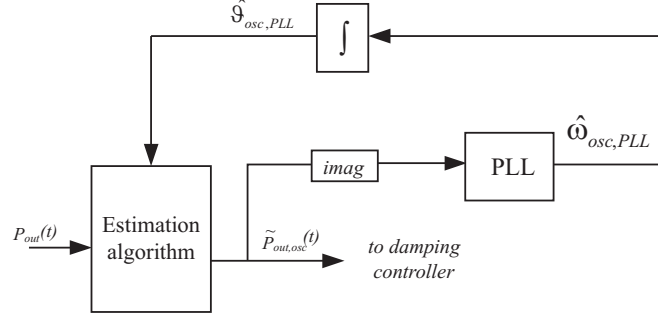 ϑ̂osc,PLL
∫
ω̂osc,PLL
imag
PLL
Pout(t)
Estimation
algorithm
P̃out,osc(t)
to damping
controller